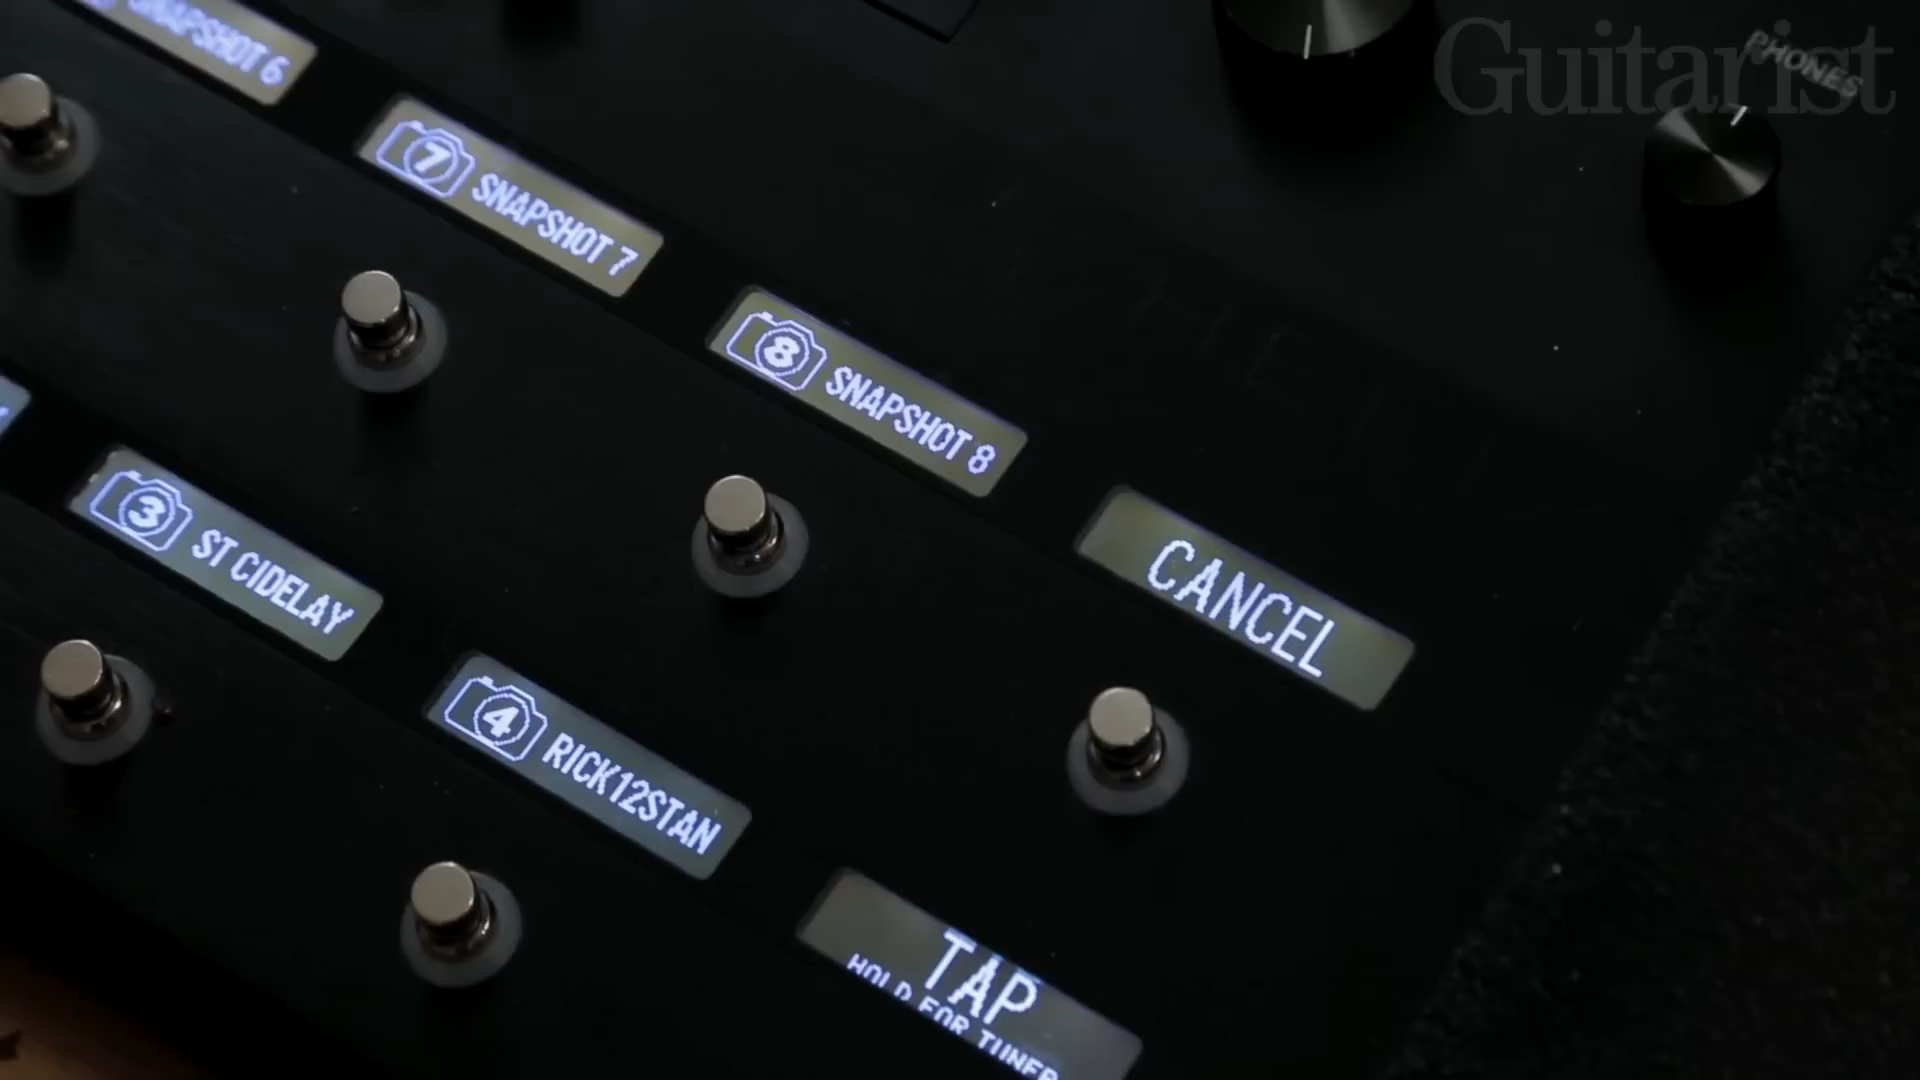 Guitarist
PHONES
SNAPSHOT 6
7 SNAPSHOT 7
8 SNAPSHOT 8
CANCEL
3 ST CIDELAY
4 RICK12STAN
TAP
HOLD FOR TUNER